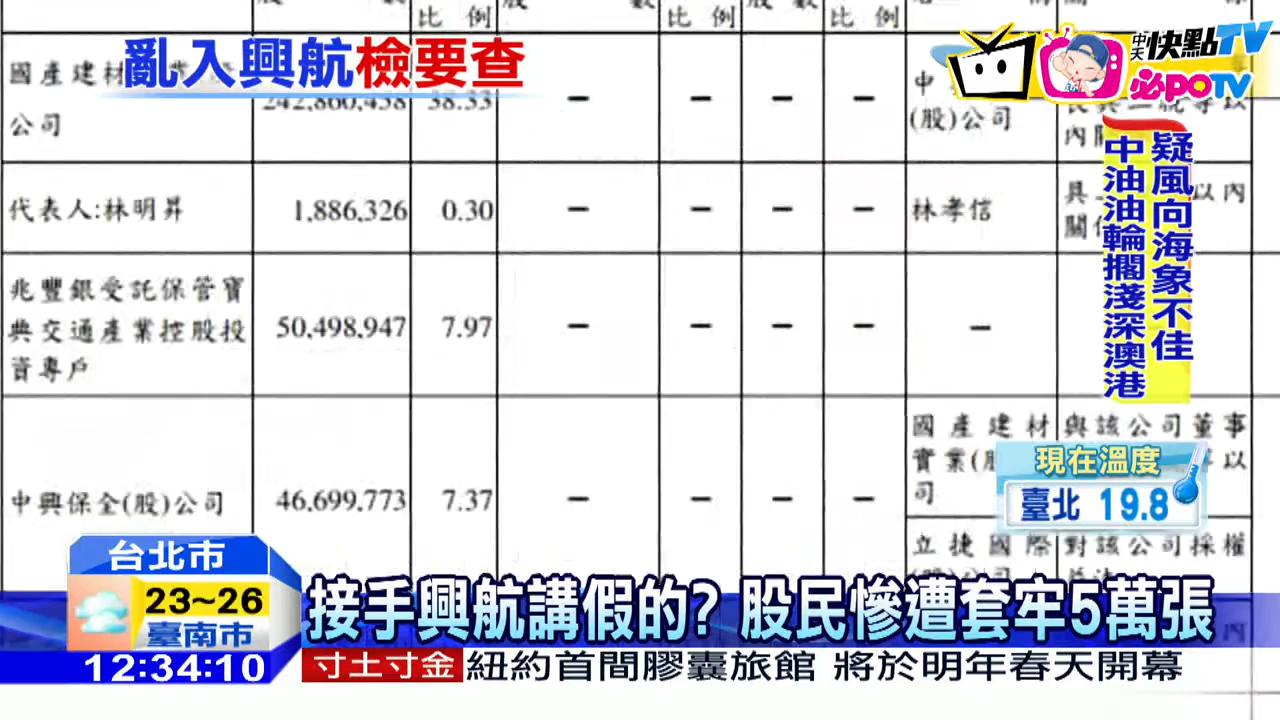 比例
比例
比例
亂入興航檢要查
中天快點TV
必POTV
國產建材
公司
242,860,458 38.33 — — — —
中
(股)公司
代表人:林明昇 1,886,326 0.30 — — — — 林孝信
以內
兆豐銀受託保管寶
典交通產業控股投
資專戶
50,498,947 7.97 — — — — —
中興保全(股)公司 46,699,773 7.37 — — — —
國產建材
實業(
司
與該公司董事
以
立捷國際
對該公司採權
疑風向海象不佳
中油油輪擱淺深澳港
現在溫度
臺北 19.8
台北市
23~26
臺南市
12:34:10
接手興航講假的? 股民慘遭套牢5萬張
寸土寸金 紐約首間膠囊旅館 將於明年春天開幕